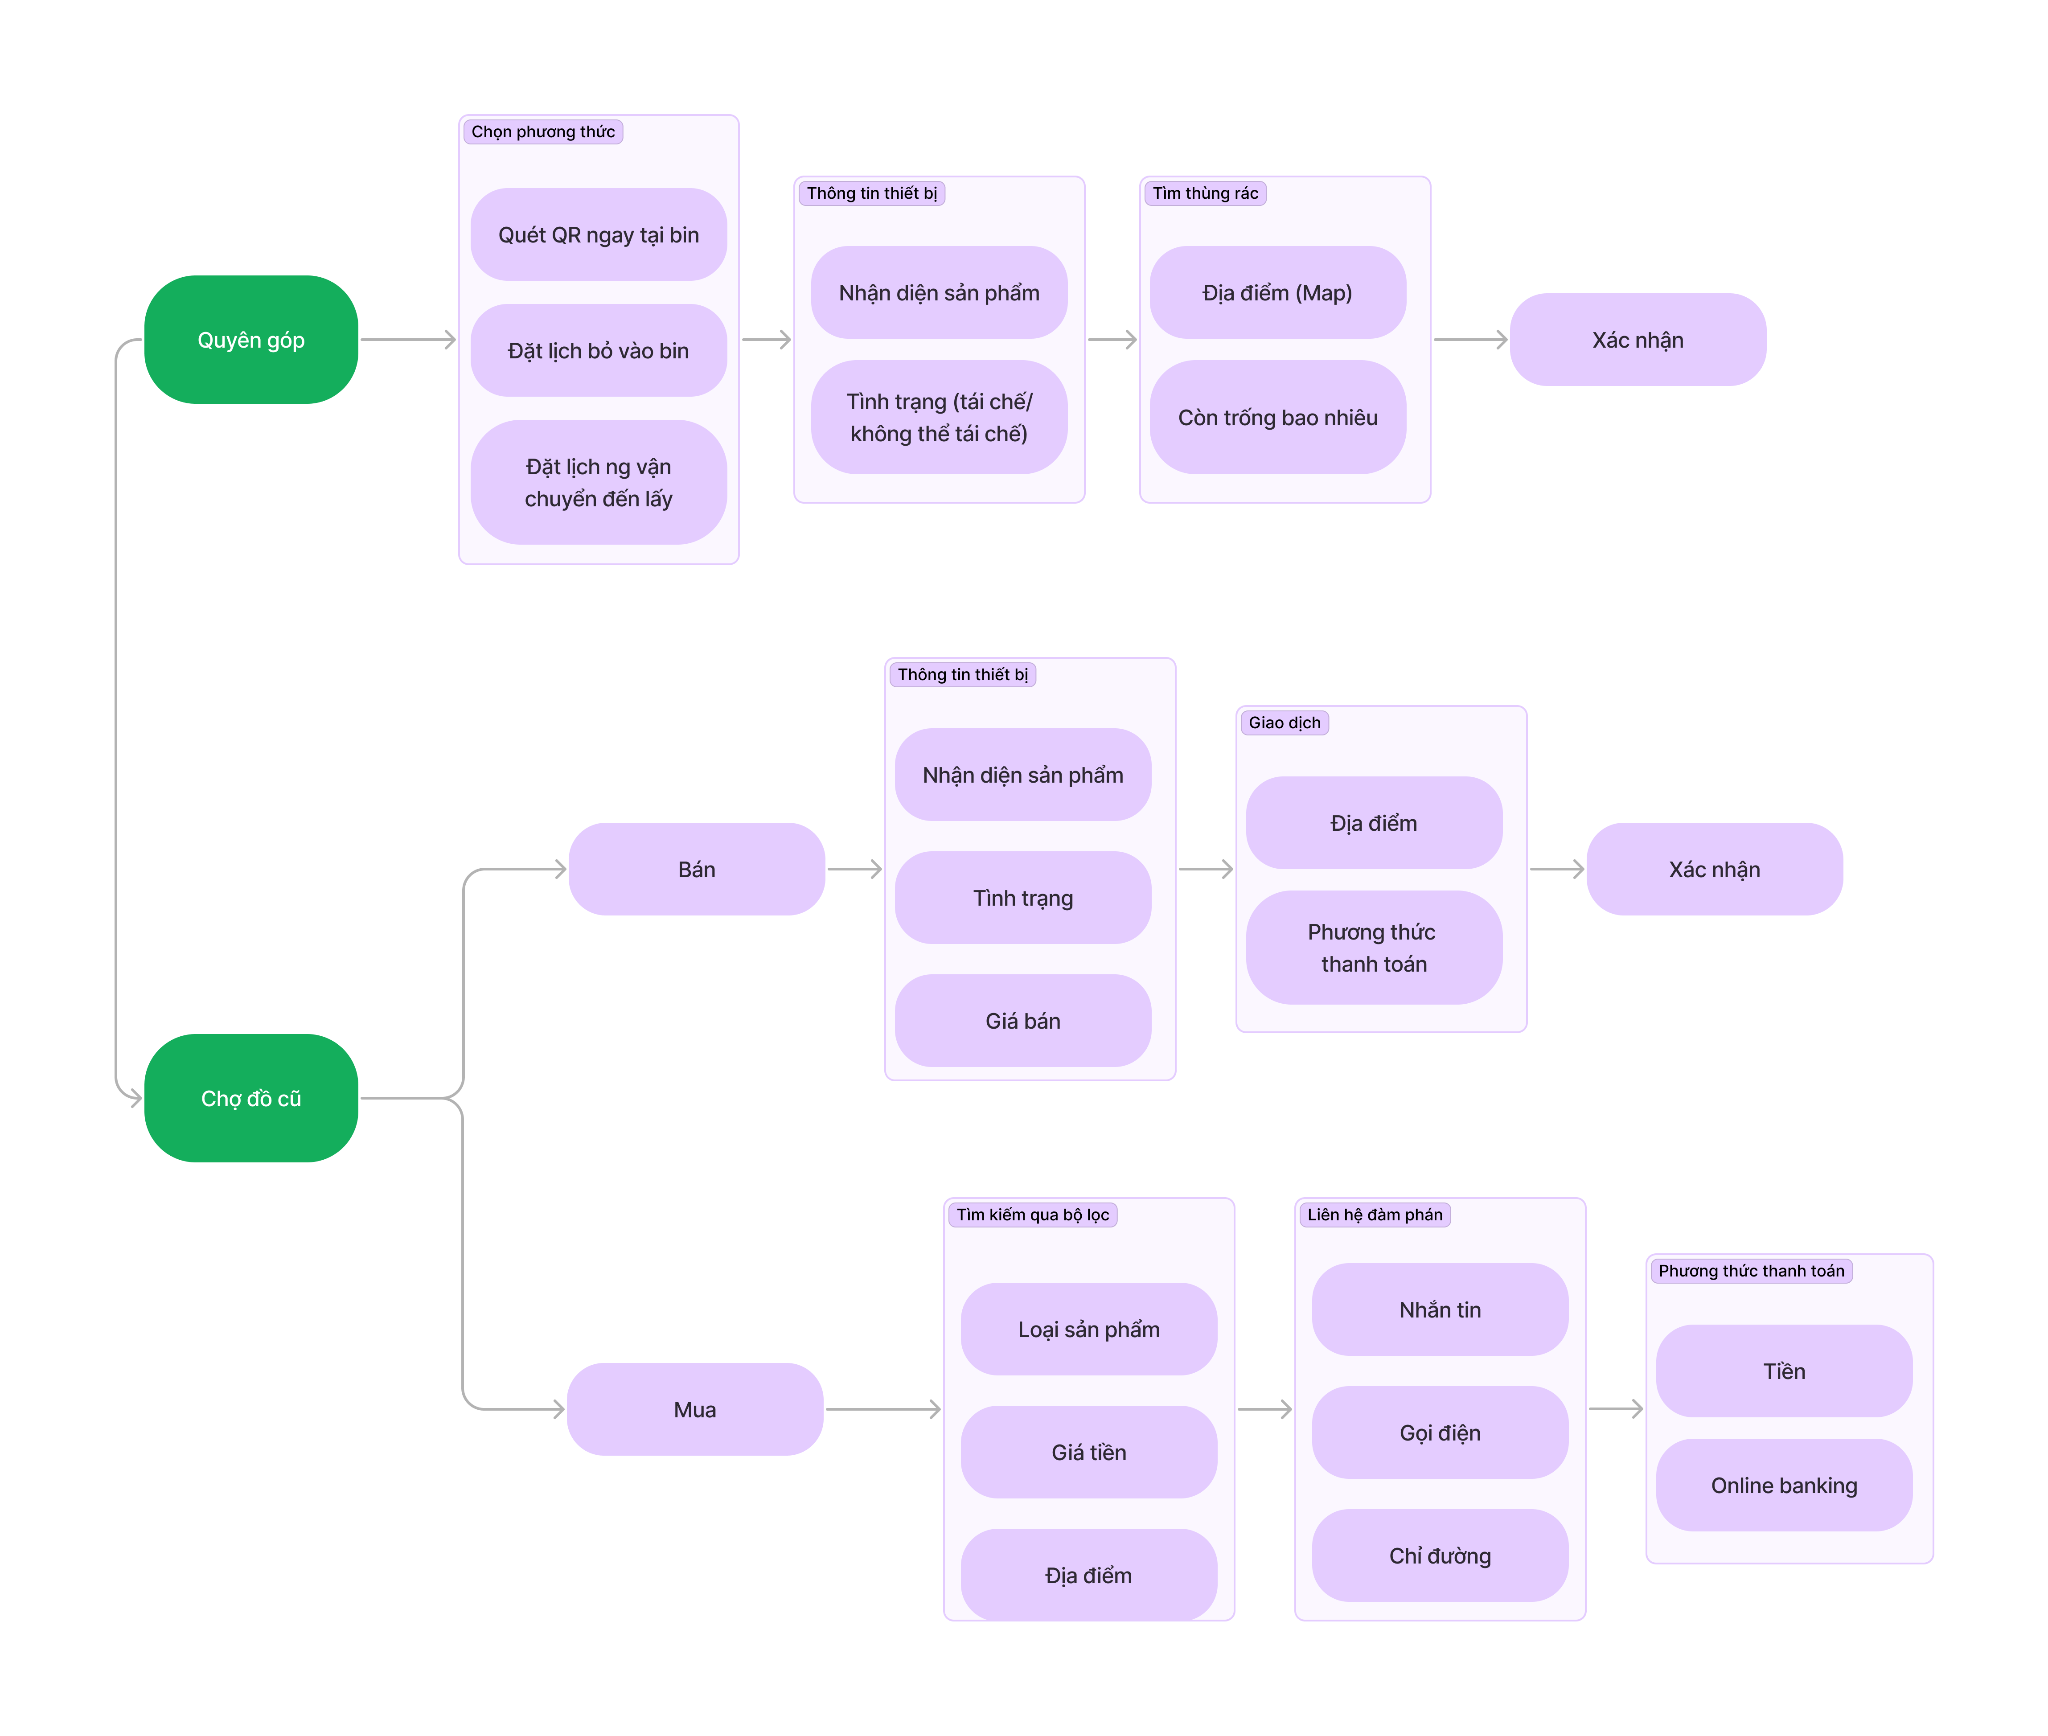 Chọn phương thức
Quét QR ngay tại bin
Đặt lịch bỏ vào bin
Đặt lịch ng vận
chuyển đến lấy
Thông tin thiết bị
Nhận diện sản phẩm
Tình trạng (tái chế/
không thể tái chế)
Tìm thùng rác
Địa điểm (Map)
Còn trống bao nhiêu
Quyên góp
Xác nhận
Thông tin thiết bị
Nhận diện sản phẩm
Tình trạng
Giá bán
Giao dịch
Địa điểm
Phương thức
thanh toán
Bán
Xác nhận
Chợ đồ cũ
Tìm kiếm qua bộ lọc
Loại sản phẩm
Giá tiền
Địa điểm
Liên hệ đàm phán
Nhắn tin
Gọi điện
Chỉ đường
Phương thức thanh toán
Tiền
Online banking
Mua